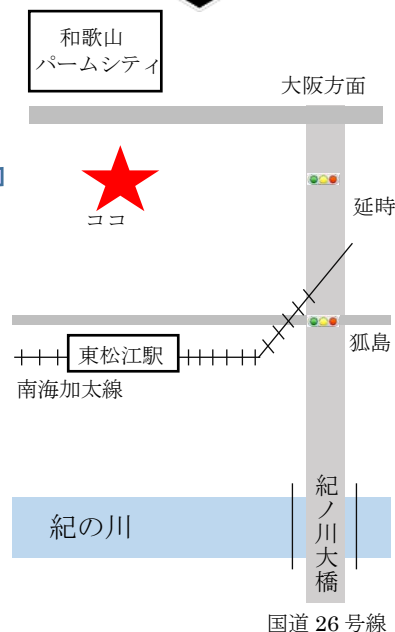 和歌山
パームシティ
大阪方面
延時
ココ
狐島
東松江駅
南海加太線
紀の川
紀ノ川大橋
国道 26 号線